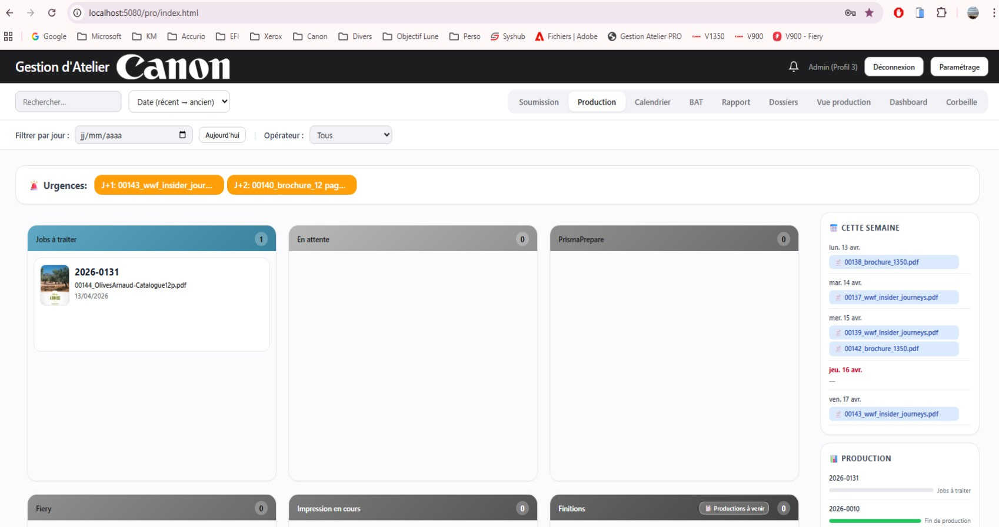 localhost:5080/pro/index.html
Google Microsoft KM Accurio EFI Xerox Canon Divers Objectif Lune Perso Syshub Fichiers | Adobe Gestion Atelier PRO V1350 V900 V900 - Fiery
Gestion d'Atelier Canon
Admin (Profil 3) Déconnexion Paramétrage
Rechercher... Date (récent → ancien)
Soumission Production Calendrier BAT Rapport Dossiers Vue production Dashboard Corbeille
Filtrer par jour : jj/mm/aaaa Aujourd'hui Opérateur : Tous
Urgences: J+1: 00143_wwf_insider_jour... J+2: 00140_brochure_12 pag...
Jobs à traiter 1
2026-0131
00144_OlivesArnaud-Catalogue12p.pdf
13/04/2026
En attente 0
PrismaPrepare 0
Fiery 0
Impression en cours 0
Finitions Productions à venir 0
CETTE SEMAINE
lun. 13 avr.
00138_brochure_1350.pdf
mar. 14 avr.
00137_wwf_insider_journeys.pdf
mer. 15 avr.
00139_wwf_insider_journeys.pdf
00142_brochure_1350.pdf
jeu. 16 avr.
—
ven. 17 avr.
00143_wwf_insider_journeys.pdf
PRODUCTION
2026-0131
Jobs à traiter
2026-0010
Fin de production